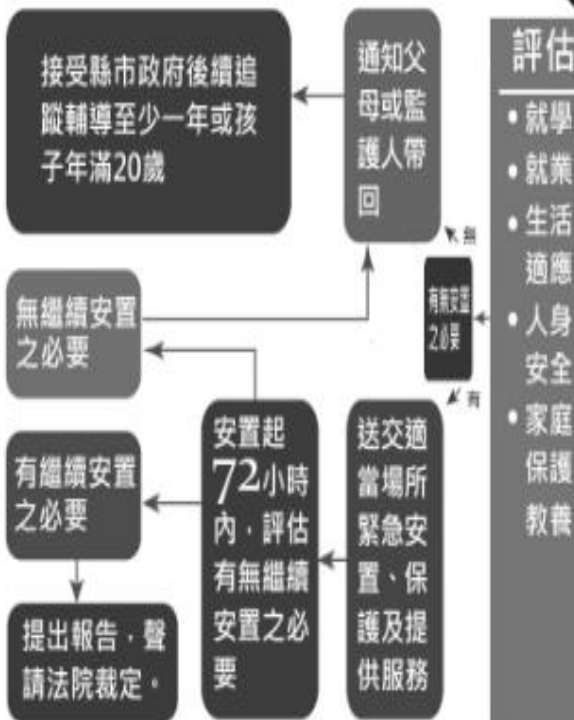 接受縣市政府後續追
蹤輔導至少一年或孩
子年滿20歲
通知父
母或監
護人帶
回
評估
• 就學
• 就業
• 生活
適應
• 人身
安全
• 家庭
保護
教養
無
有無安置
之必要
有
無繼續安置
之必要
有繼續安置
之必要
提出報告，聲
請法院裁定。
安置起
72小時
內，評估
有無繼續
安置之必
要
送交適
當場所
緊急安
置、保
護及提
供服務